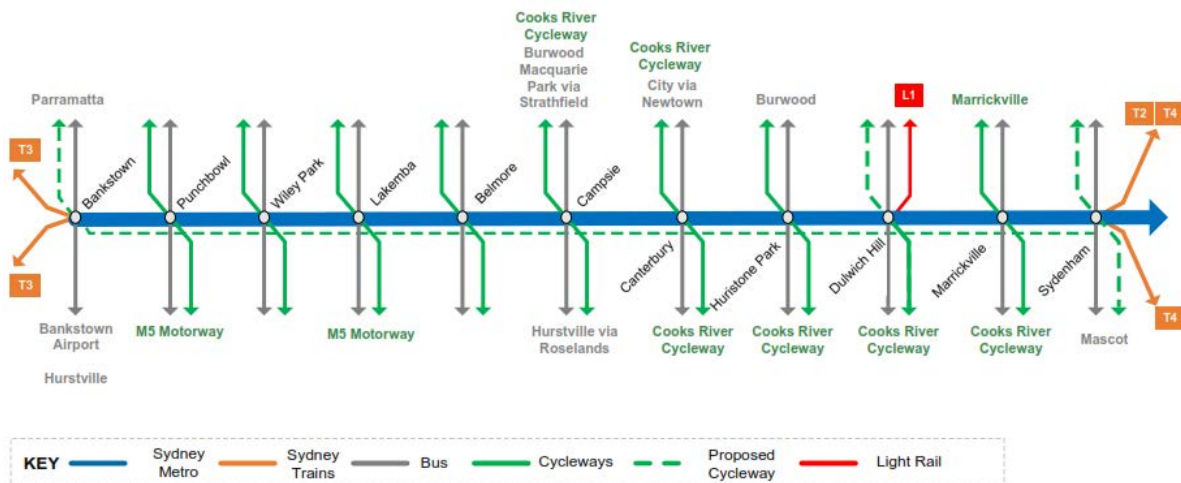 Cooks River
Cycleway
Burwood
Macquarie
Park via
Strathfield
Cooks River
Cycleway
City via
Newtown
Parramatta
Burwood
L1
Marrickville
T2 T4
T3
Bankstown
Punchbowl
Wiley Park
Lakemba
Belmore
Campsie
Canterbury
Hurlstone Park
Dulwich Hill
Marrickville
Sydenham
T3
T4
Bankstown
Airport
Hurstville
M5 Motorway
M5 Motorway
Hurstville via
Roselands
Cooks River
Cycleway
Cooks River
Cycleway
Cooks River
Cycleway
Cooks River
Cycleway
Mascot
KEY
Sydney
Metro
Sydney
Trains
Bus
Cycleways
Proposed
Cycleway
Light Rail